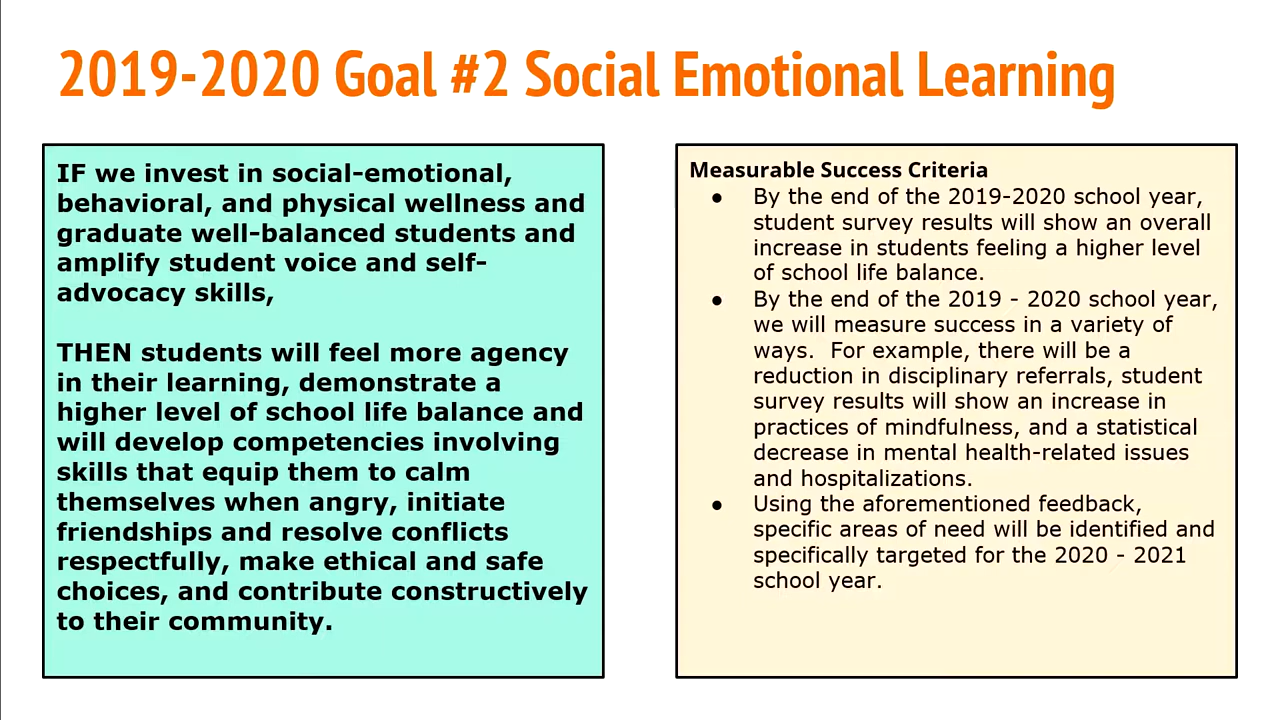 2019-2020 Goal #2 Social Emotional Learning
IF we invest in social-emotional,
behavioral, and physical wellness and
graduate well-balanced students and
amplify student voice and self-
advocacy skills,
THEN students will feel more agency
in their learning, demonstrate a
higher level of school life balance and
will develop competencies involving
skills that equip them to calm
themselves when angry, initiate
friendships and resolve conflicts
respectfully, make ethical and safe
choices, and contribute constructively
to their community.
Measurable Success Criteria
● By the end of the 2019-2020 school year,
student survey results will show an overall
increase in students feeling a higher level
of school life balance.
● By the end of the 2019 - 2020 school year,
we will measure success in a variety of
ways.  For example, there will be a
reduction in disciplinary referrals, student
survey results will show an increase in
practices of mindfulness, and a statistical
decrease in mental health-related issues
and hospitalizations.
● Using the aforementioned feedback,
specific areas of need will be identified and
specifically targeted for the 2020 - 2021
school year.